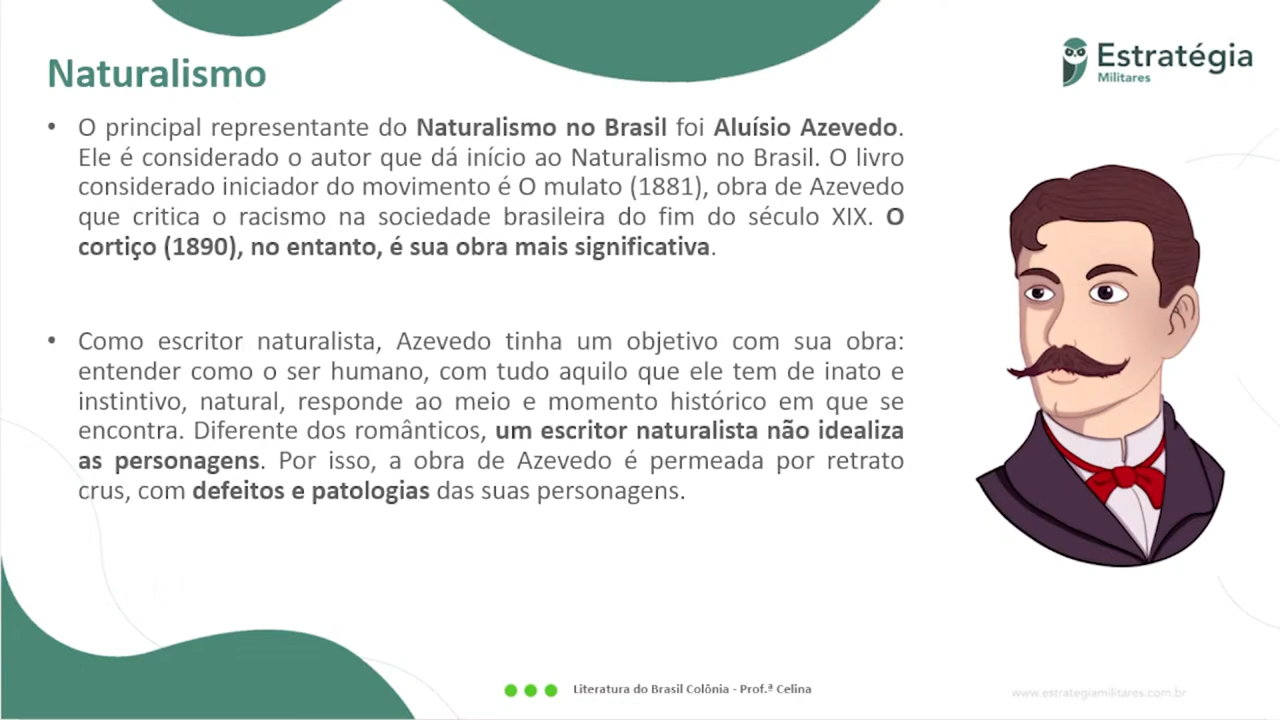 Naturalismo
Estratégia
Militares
• O principal representante do Naturalismo no Brasil foi Aluísio Azevedo.
Ele é considerado o autor que dá início ao Naturalismo no Brasil. O livro
considerado iniciador do movimento é O mulato (1881), obra de Azevedo
que critica o racismo na sociedade brasileira do fim do século XIX. O
cortiço (1890), no entanto, é sua obra mais significativa.
• Como escritor naturalista, Azevedo tinha um objetivo com sua obra:
entender como o ser humano, com tudo aquilo que ele tem de inato e
instintivo, natural, responde ao meio e momento histórico em que se
encontra. Diferente dos românticos, um escritor naturalista não idealiza
as personagens. Por isso, a obra de Azevedo é permeada por retrato
crus, com defeitos e patologias das suas personagens.
Literatura do Brasil Colônia - Prof.ª Celina
www.estrategiamilitares.com.br